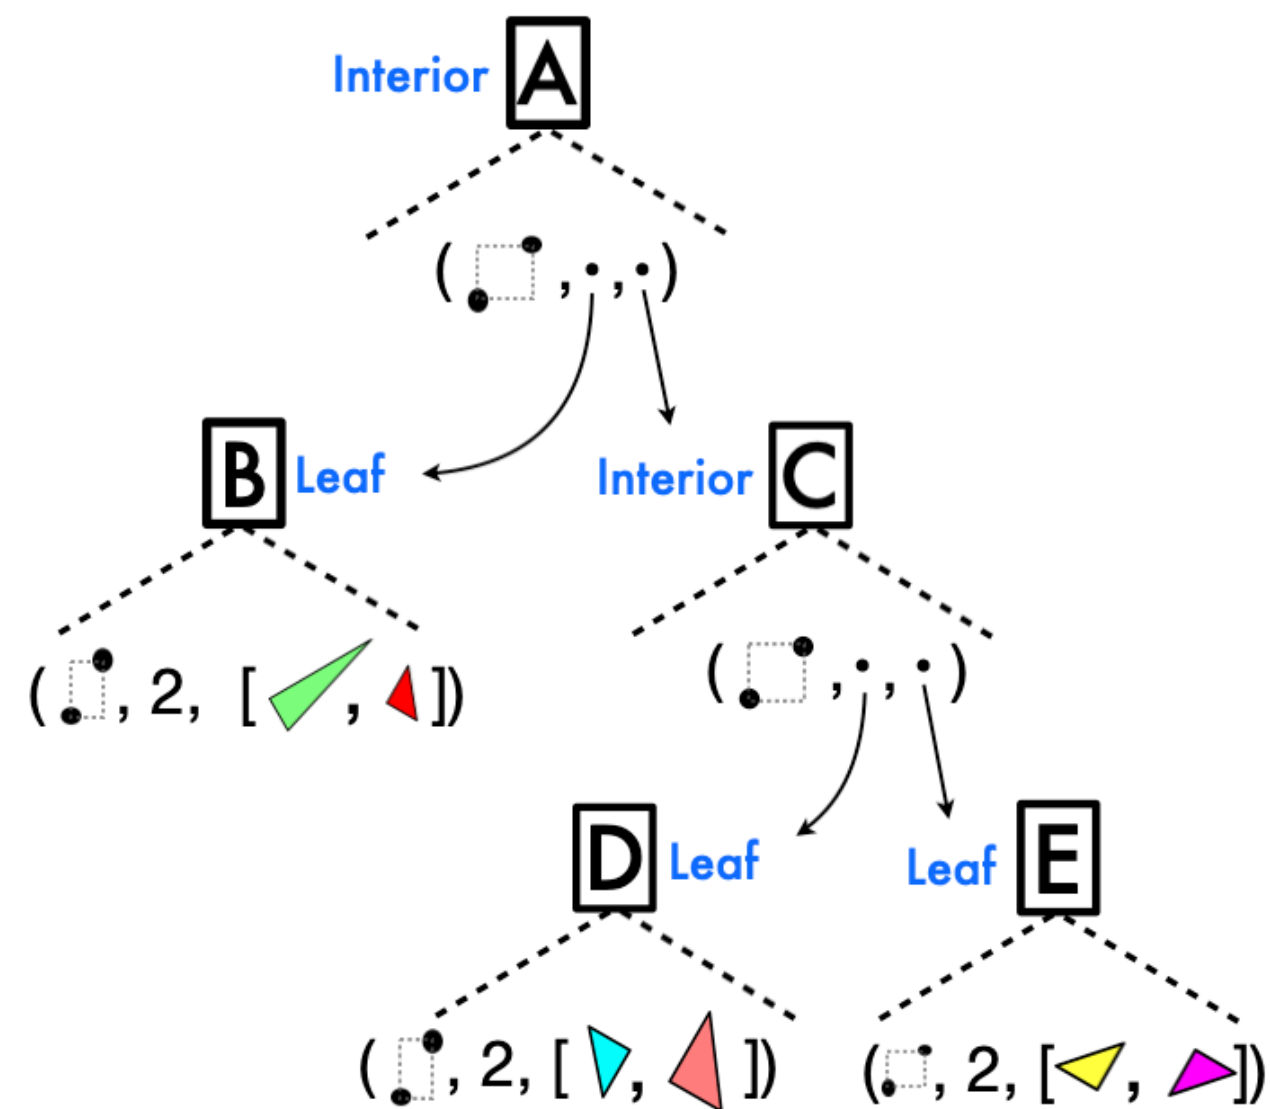 Interior A
( , • , • )
B Leaf
Interior C
( , 2, [ , ])
( , • , • )
D Leaf
Leaf E
( , 2, [ , ])
( , 2, [ , ])